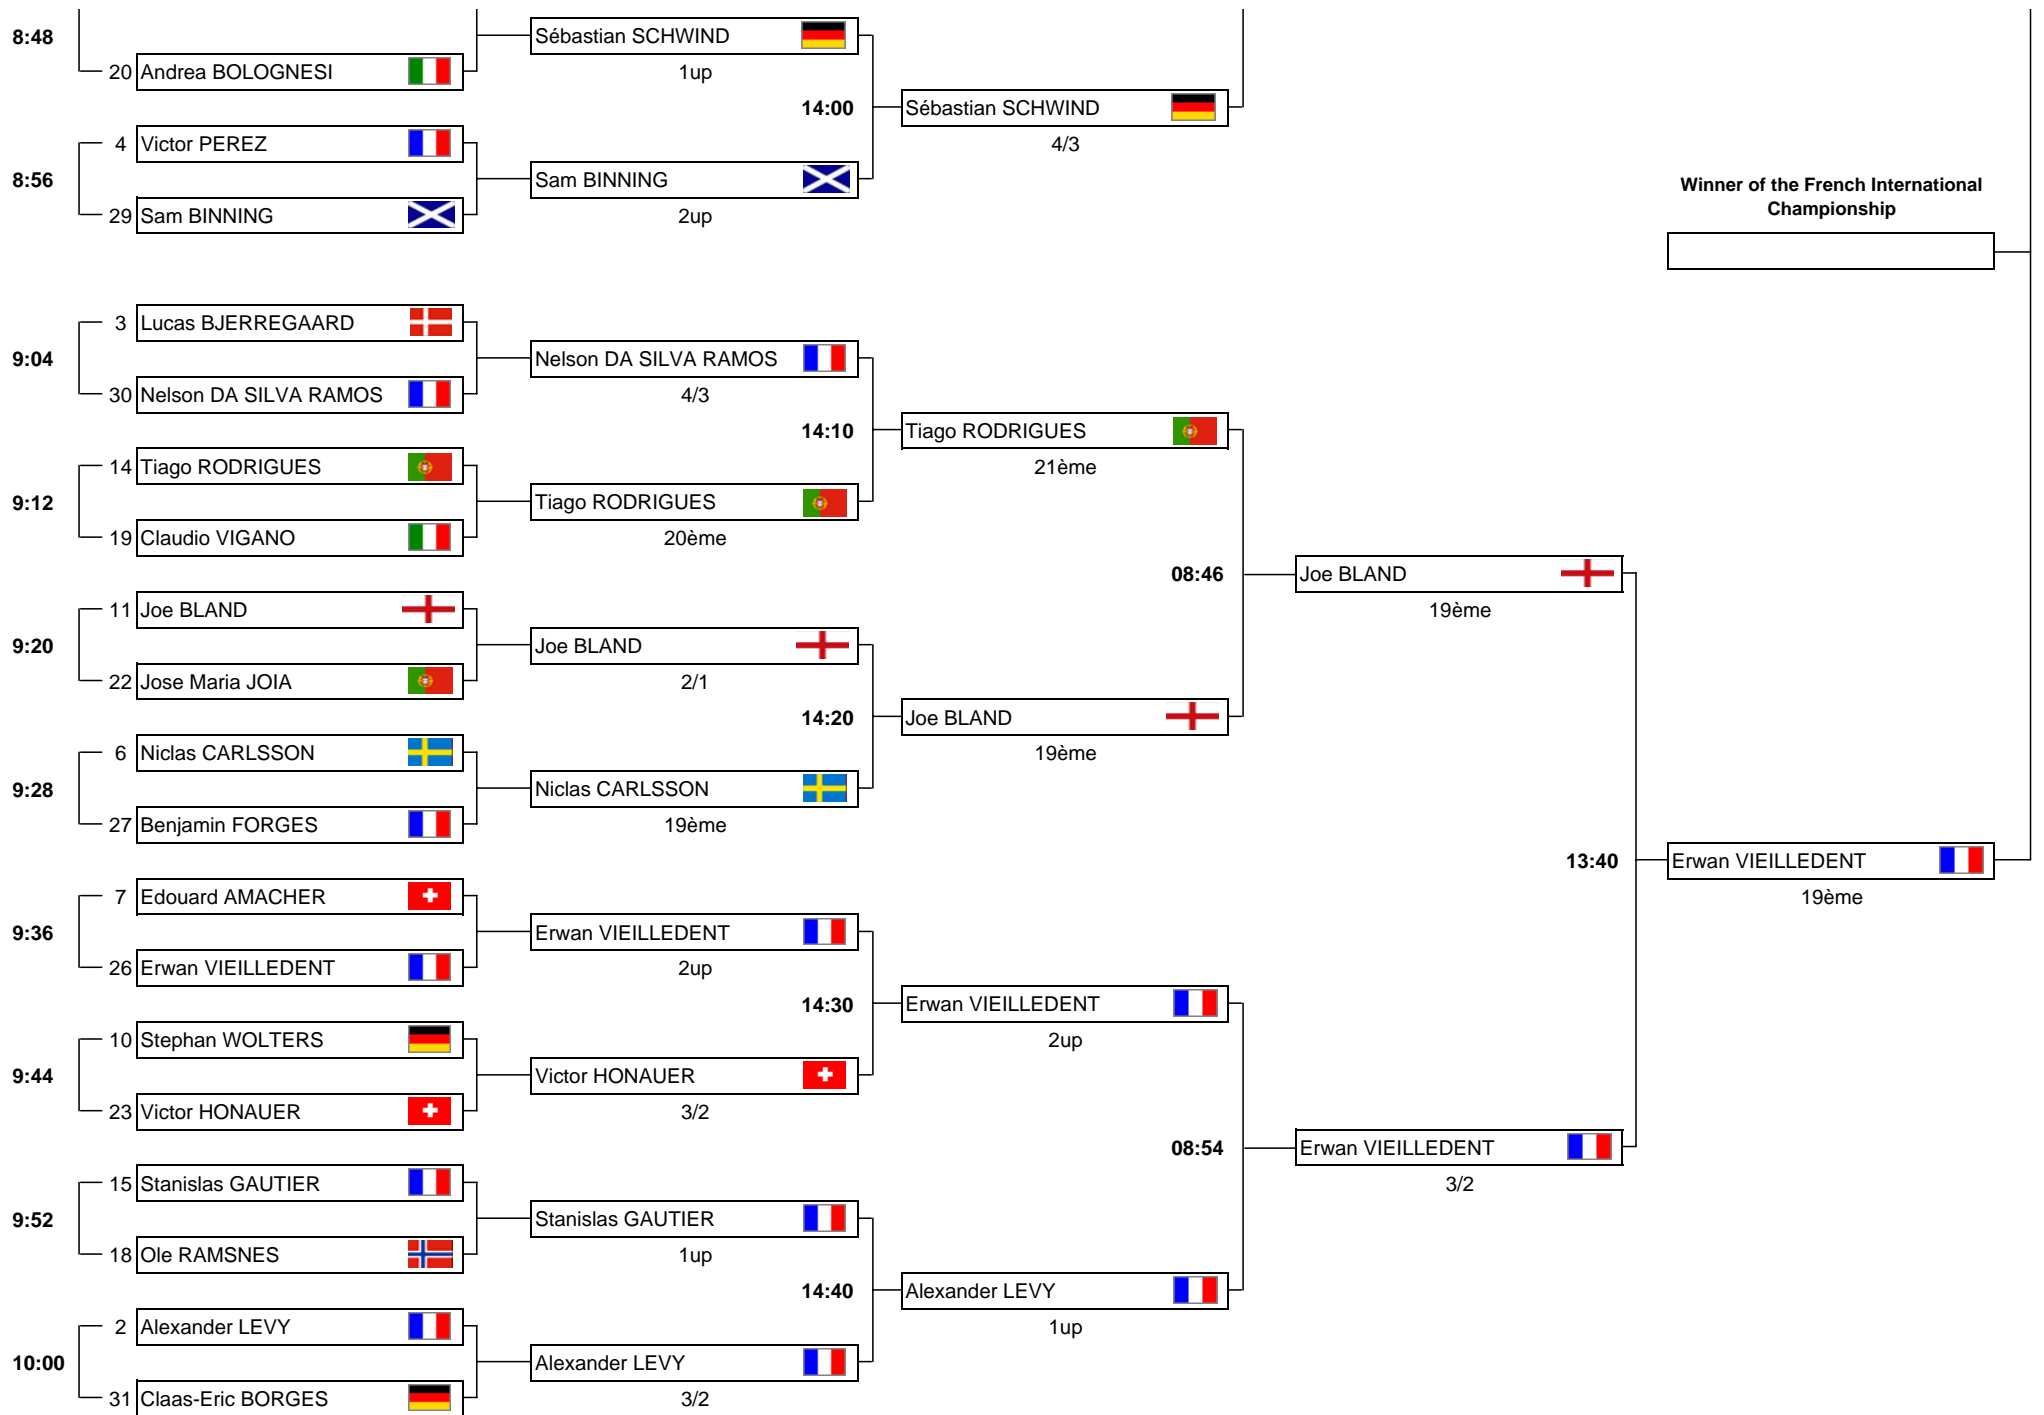 8:48
Sébastian SCHWIND
20 Andrea BOLOGNESI
1up
14:00
Sébastian SCHWIND
4 Victor PEREZ
4/3
8:56
Sam BINNING
Winner of the French International
Championship
29 Sam BINNING
2up
3 Lucas BJERREGAARD
9:04
Nelson DA SILVA RAMOS
30 Nelson DA SILVA RAMOS
4/3
14:10
Tiago RODRIGUES
14 Tiago RODRIGUES
21ème
9:12
Tiago RODRIGUES
19 Claudio VIGANO
20ème
08:46
Joe BLAND
11 Joe BLAND
19ème
9:20
Joe BLAND
22 Jose Maria JOIA
2/1
14:20
Joe BLAND
6 Niclas CARLSSON
19ème
9:28
Niclas CARLSSON
27 Benjamin FORGES
19ème
13:40
Erwan VIEILLEDENT
7 Edouard AMACHER
19ème
9:36
Erwan VIEILLEDENT
26 Erwan VIEILLEDENT
2up
14:30
Erwan VIEILLEDENT
10 Stephan WOLTERS
2up
9:44
Victor HONAUER
23 Victor HONAUER
3/2
08:54
Erwan VIEILLEDENT
15 Stanislas GAUTIER
3/2
9:52
Stanislas GAUTIER
18 Ole RAMSNES
1up
14:40
Alexander LEVY
2 Alexander LEVY
1up
10:00
Alexander LEVY
31 Claas-Eric BORGES
3/2